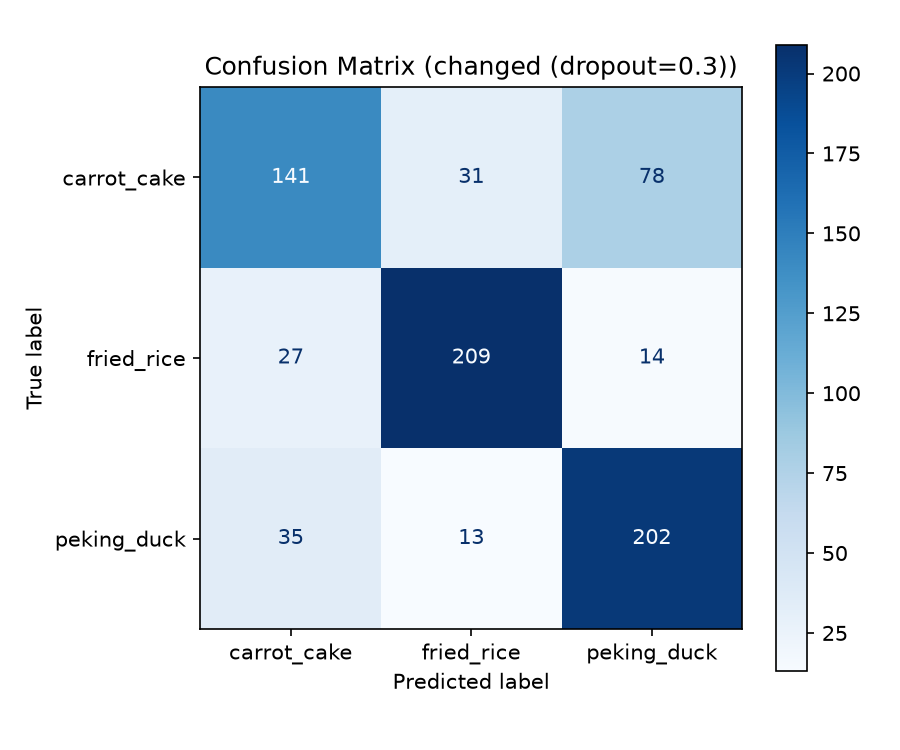 Confusion Matrix (changed (dropout=0.3))
carrot_cake
141
31
78
fried_rice
27
209
14
peking_duck
35
13
202
carrot_cake
fried_rice
peking_duck
Predicted label
True label
200
175
150
125
100
75
50
25